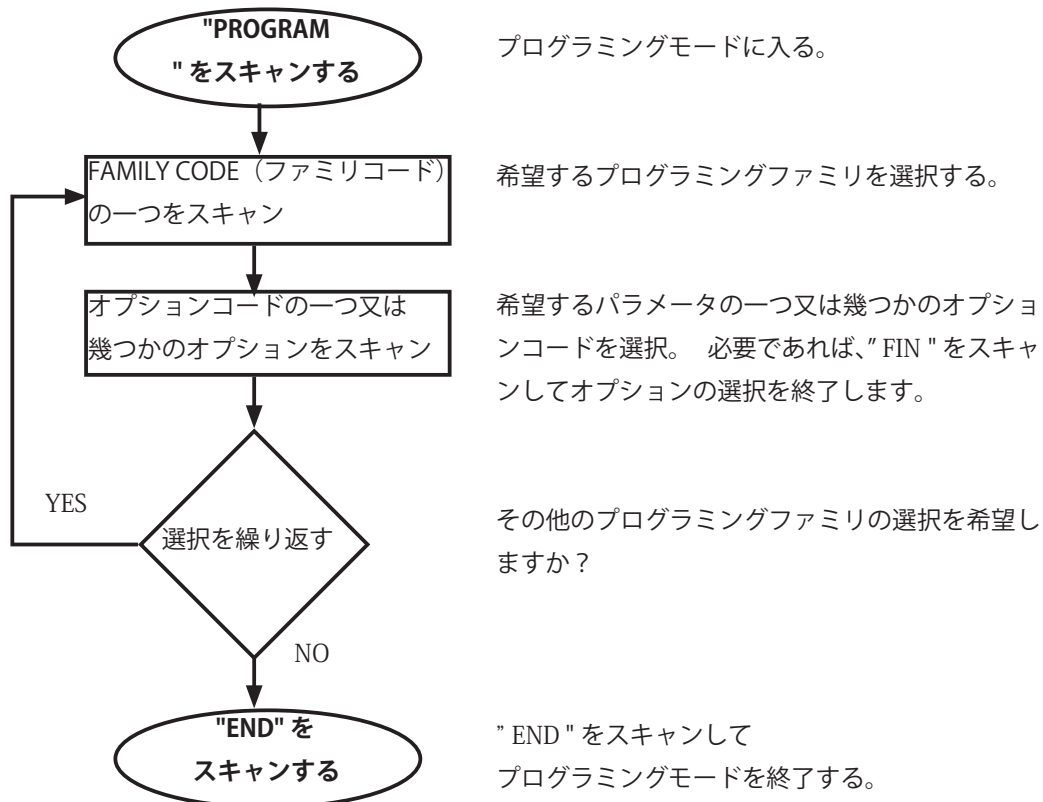 "PROGRAM
" をスキャンする
プログラミングモードに入る。
FAMILY CODE（ファミリコード）
の一つをスキャン
希望するプログラミングファミリを選択する。
オプションコードの一つ又は
幾つかのオプションをスキャン
希望するパラメータの一つ又は幾つかのオプショ
ンコードを選択。 必要であれば、" FIN " をスキャ
ンしてオプションの選択を終了します。
YES
選択を繰り返す
その他のプログラミングファミリの選択を希望し
ますか？
NO
"END" を
スキャンする
" END " をスキャンして
プログラミングモードを終了する。